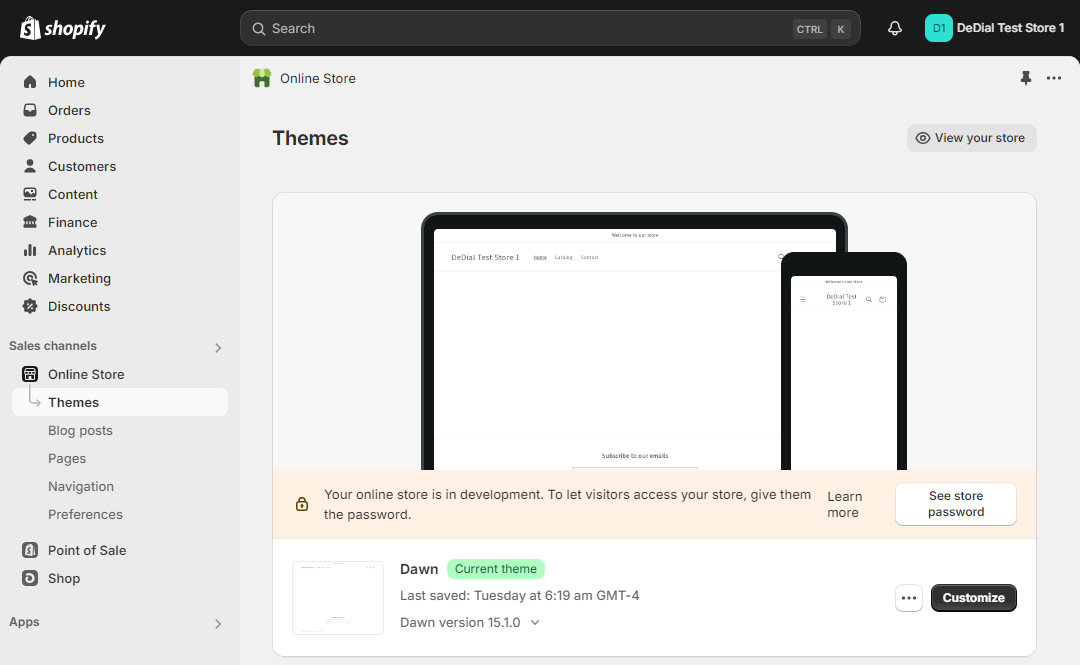 shopify
Search
CTRL K
D1
DeDial Test Store 1
Home
Orders
Products
Customers
Content
Finance
Analytics
Marketing
Discounts
Sales channels
Online Store
Themes
Blog posts
Pages
Navigation
Preferences
Point of Sale
Shop
Apps
Online Store
Themes
View your store
Welcome to our store
DeDial Test Store 1
Home Catalog Contact
Subscribe to our emails
Welcome to our store
DeDial Test
Store 1
Your online store is in development. To let visitors access your store, give them
the password.
Learn
more
See store
password
Dawn
Current theme
Last saved: Tuesday at 6:19 am GMT-4
Dawn version 15.1.0
Customize